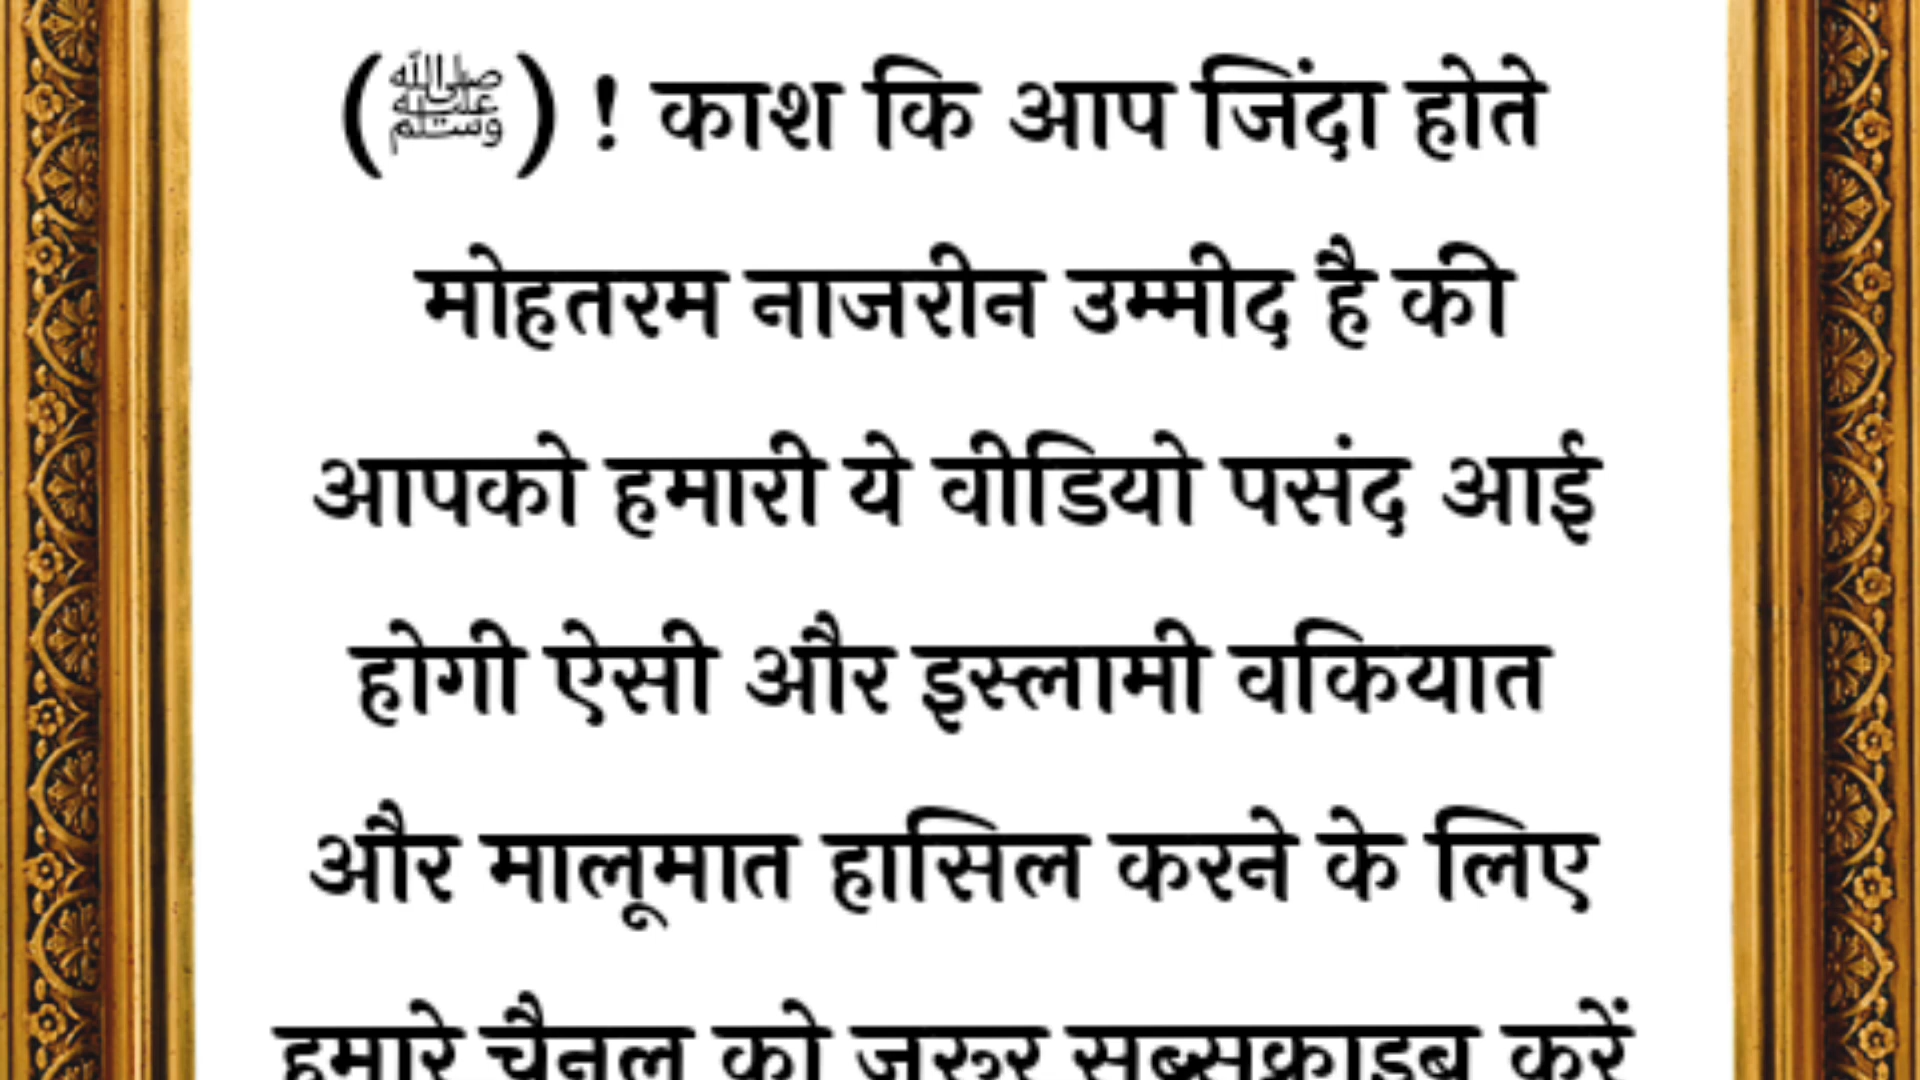 (ﷺ) ! काश कि आप जिंदा होते
मोहतरम नाजरीन उम्मीद है की
आपको हमारी ये वीडियो पसंद आई
होगी ऐसी और इस्लामी वकियात
और मालूमात हासिल करने के लिए
हमारे चैनल को जरुर सब्सक्राइब करें